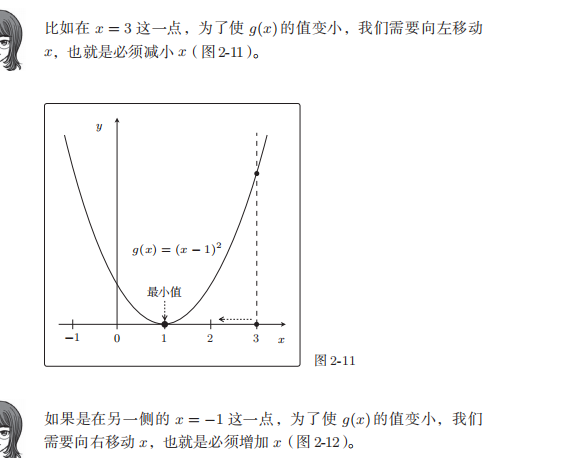 比如在 x = 3 这一点，为了使 g(x) 的值变小，我们需要向左移动
x，也就是必须减小 x（图 2-11）。
y
g(x) = (x − 1)²
最小值
−1 0 1 2 3 x
图 2-11
如果是在另一侧的 x = −1 这一点，为了使 g(x) 的值变小，我们
需要向右移动 x，也就是必须增加 x（图 2-12）。